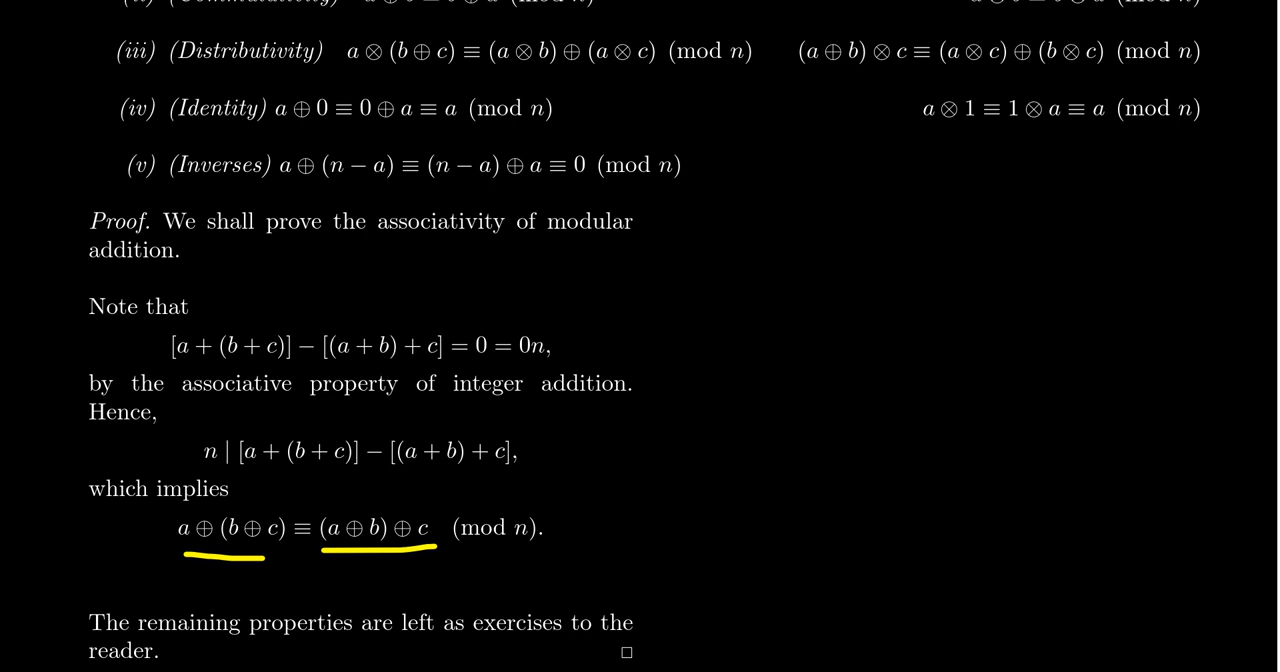 (iii) (Distributivity) a ⊗ (b ⊕ c) ≡ (a ⊗ b) ⊕ (a ⊗ c) (mod n) (a ⊕ b) ⊗ c ≡ (a ⊗ c) ⊕ (b ⊗ c) (mod n)
(iv) (Identity) a ⊕ 0 ≡ 0 ⊕ a ≡ a (mod n) a ⊗ 1 ≡ 1 ⊗ a ≡ a (mod n)
(v) (Inverses) a ⊕ (n − a) ≡ (n − a) ⊕ a ≡ 0 (mod n)
Proof. We shall prove the associativity of modular
addition.
Note that
[a + (b + c)] − [(a + b) + c] = 0 = 0n,
by the associative property of integer addition.
Hence,
n | [a + (b + c)] − [(a + b) + c],
which implies
a ⊕ (b ⊕ c) ≡ (a ⊕ b) ⊕ c (mod n).
The remaining properties are left as exercises to the
reader. □